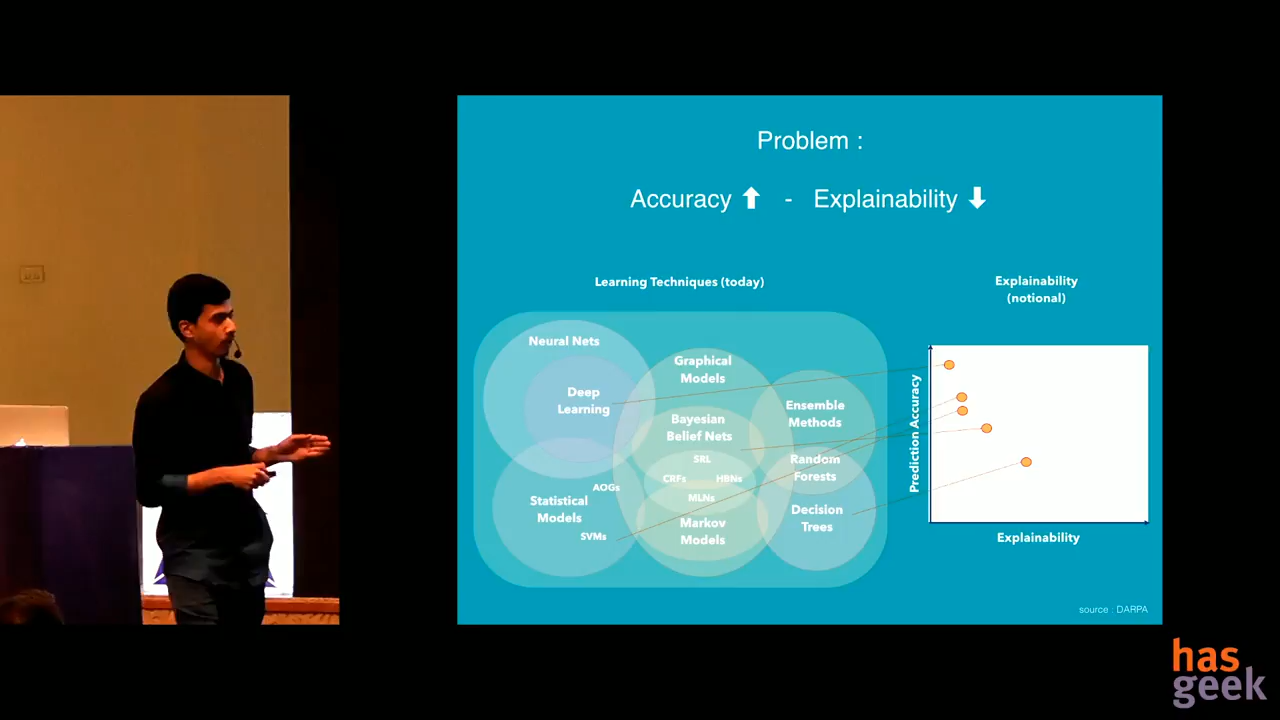 Problem :
Accuracy ⬆ - Explainability ⬇
Learning Techniques (today)
Explainability
(notional)
Neural Nets
Graphical
Models
Deep
Learning
Ensemble
Methods
Bayesian
Belief Nets
SRL
Random
Forests
CRFs
HBNs
AOGs
MLNs
Statistical
Models
SVMs
Markov
Models
Decision
Trees
Prediction Accuracy
Explainability
source : DARPA
has
geek